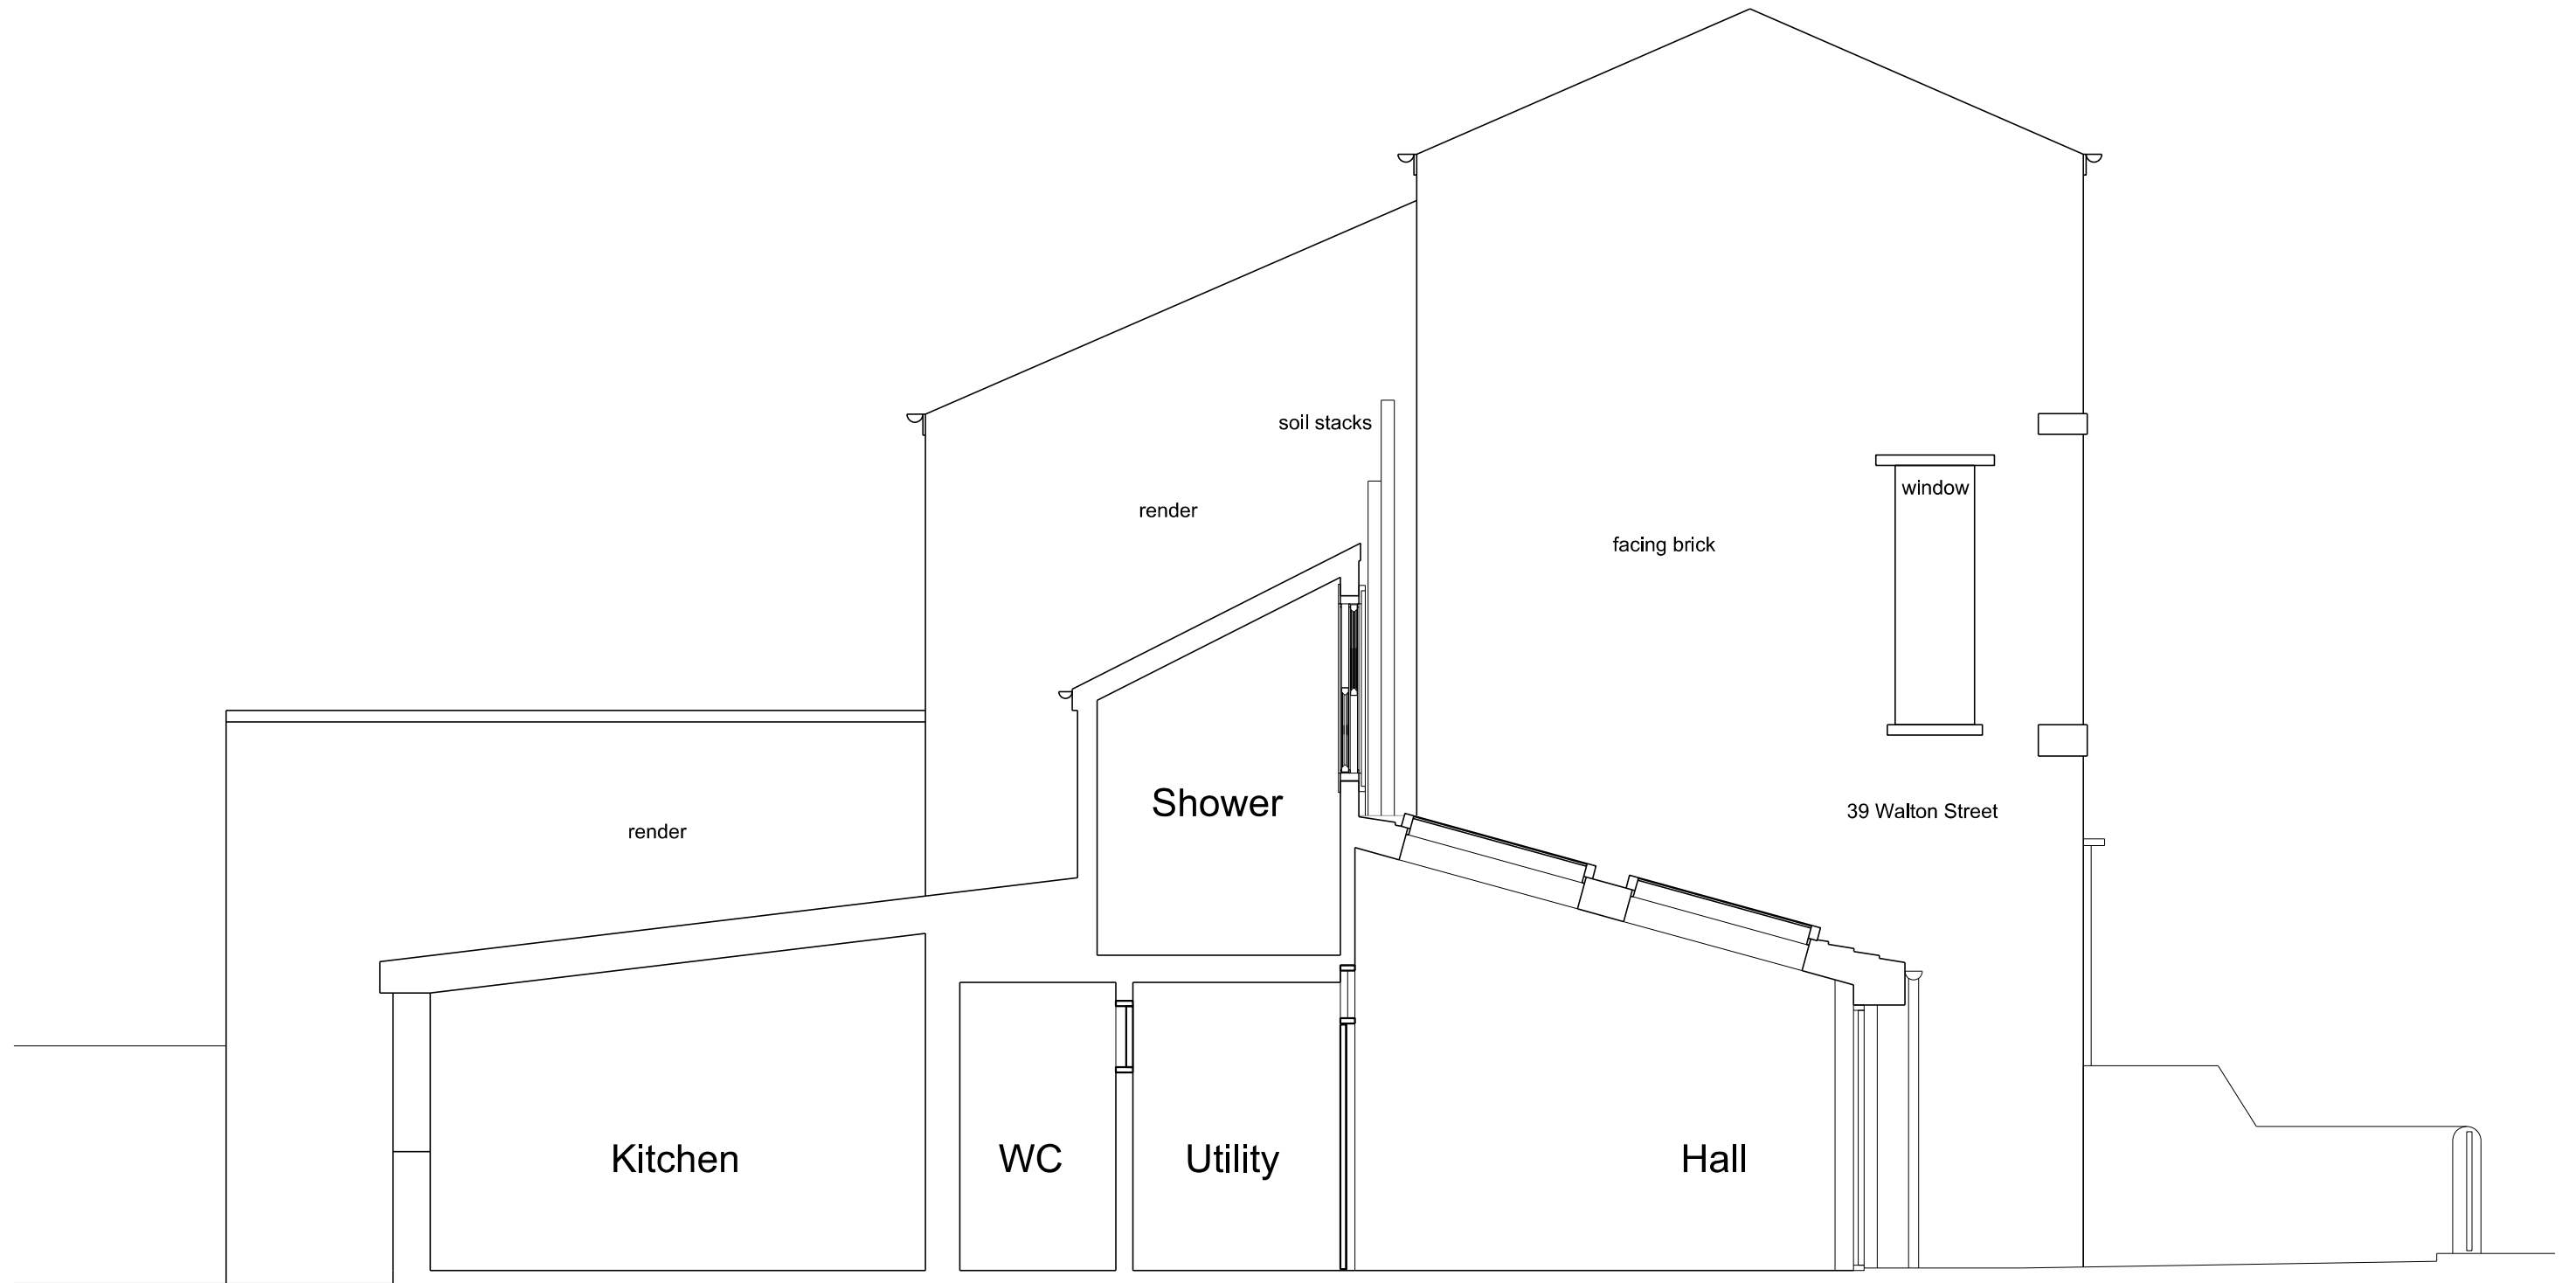 soil stacks
window
render
facing brick
Shower
39 Walton Street
render
Kitchen
WC
Utility
Hall